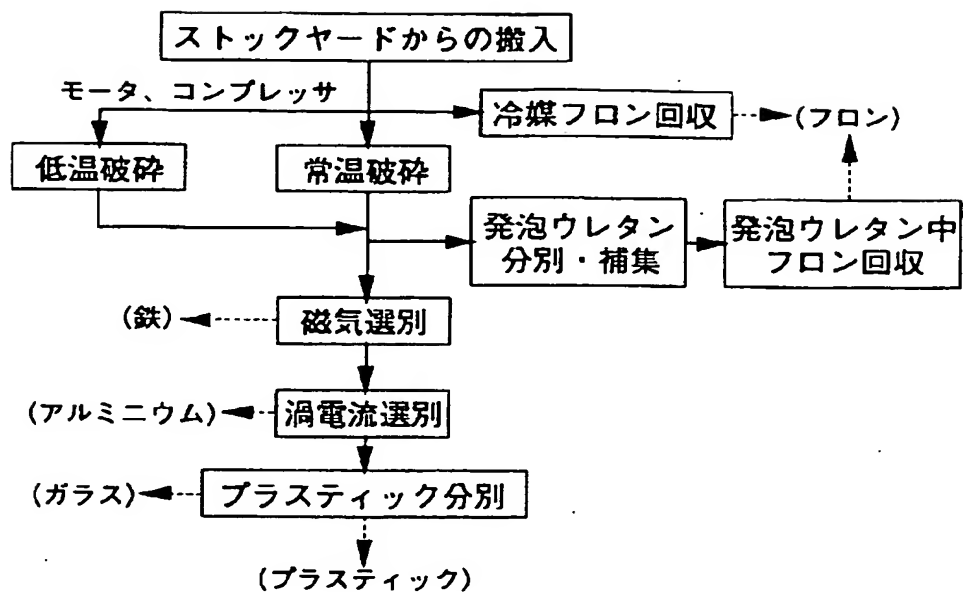 ストックヤードからの搬入
モータ、コンプレッサ
冷媒フロン回収
(フロン)
低温破砕
常温破砕
発泡ウレタン
分別・補集
発泡ウレタン中
フロン回収
(鉄)
磁気選別
(アルミニウム)
渦電流選別
(ガラス)
プラスティック分別
(プラスティック)